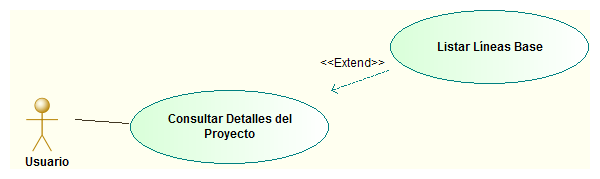 Listar Líneas Base
<<Extend>>
Consultar Detalles del
Proyecto
Usuario